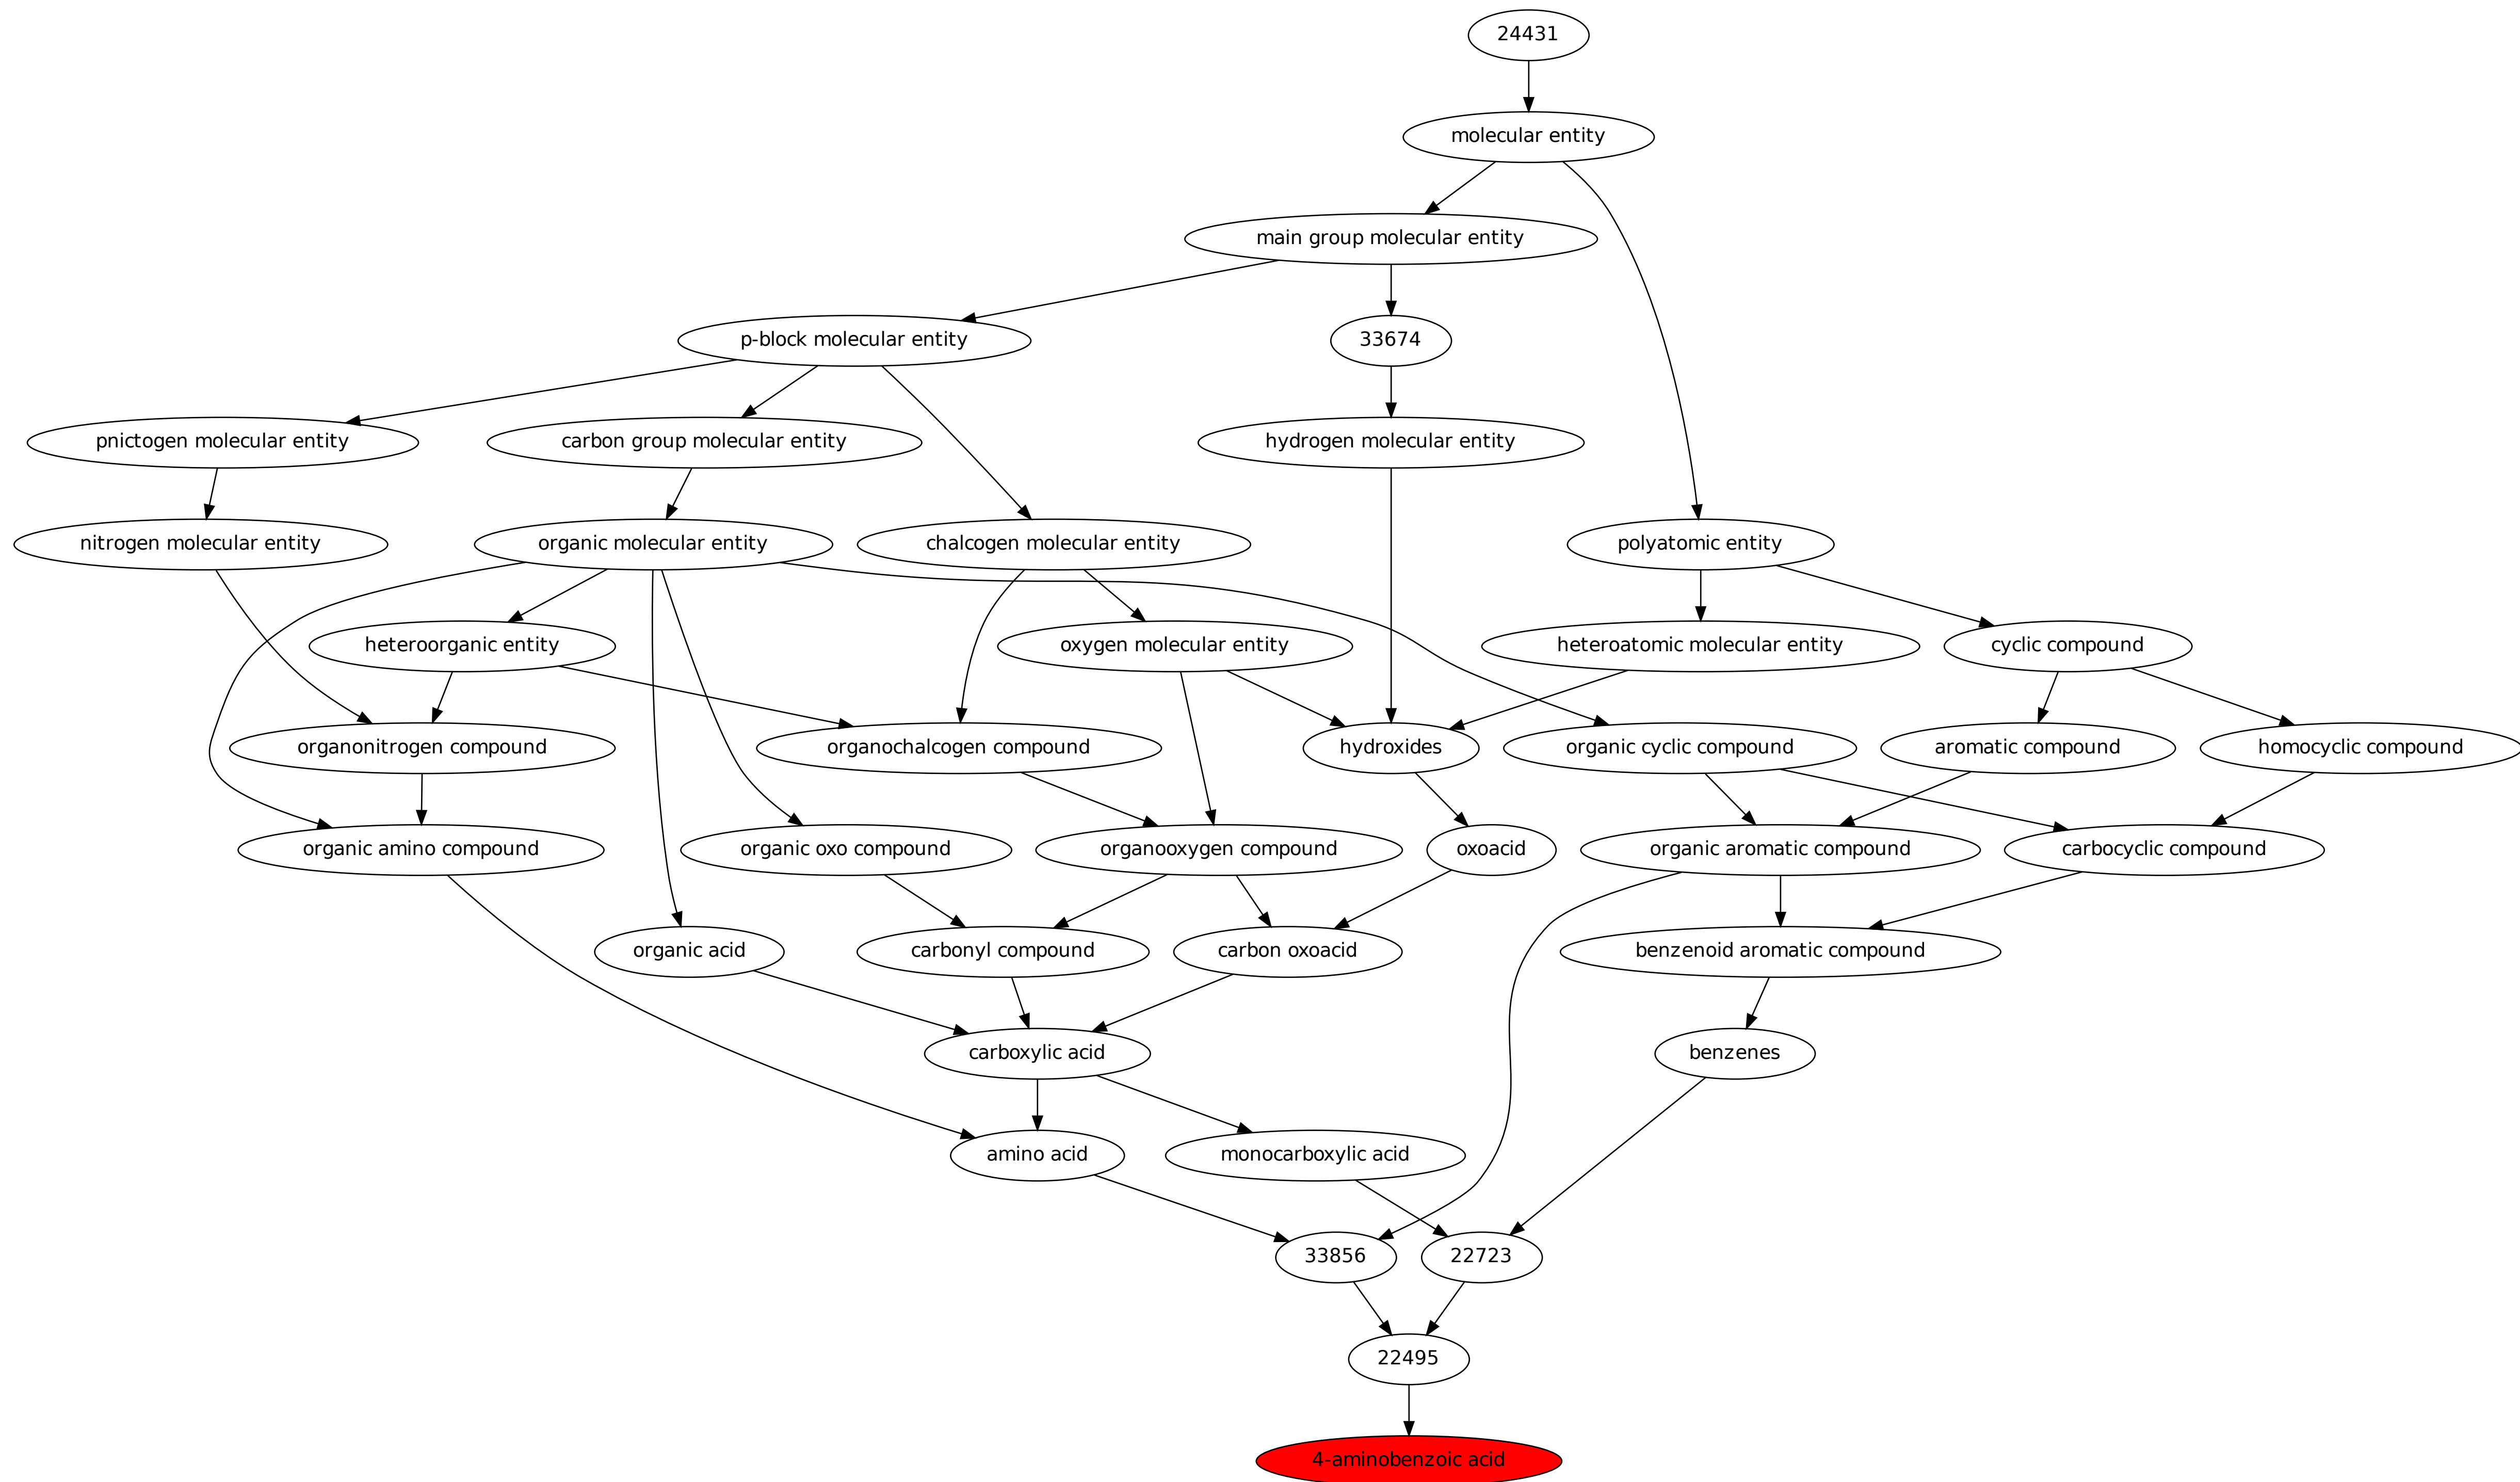 24431
molecular entity
main group molecular entity
p-block molecular entity
33674
pnictogen molecular entity
carbon group molecular entity
hydrogen molecular entity
nitrogen molecular entity
organic molecular entity
chalcogen molecular entity
polyatomic entity
heteroorganic entity
oxygen molecular entity
heteroatomic molecular entity
cyclic compound
organonitrogen compound
organochalcogen compound
hydroxides
organic cyclic compound
aromatic compound
homocyclic compound
organic amino compound
organic oxo compound
organooxygen compound
oxoacid
organic aromatic compound
carbocyclic compound
organic acid
carbonyl compound
carbon oxoacid
benzenoid aromatic compound
carboxylic acid
benzenes
amino acid
monocarboxylic acid
33856
22723
22495
4-aminobenzoic acid